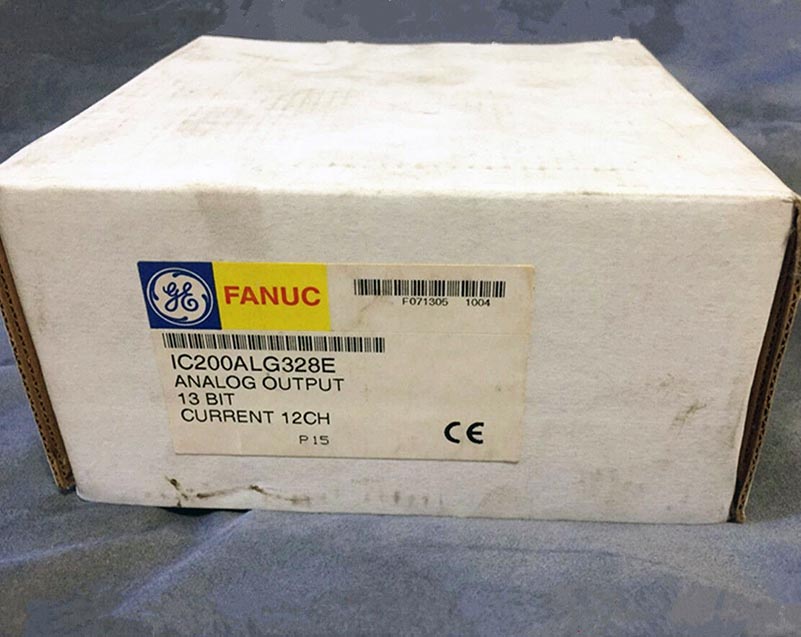 GE FANUC
F071305 1004
IC200ALG328E
ANALOG OUTPUT
13 BIT
CURRENT 12CH
P15
CE